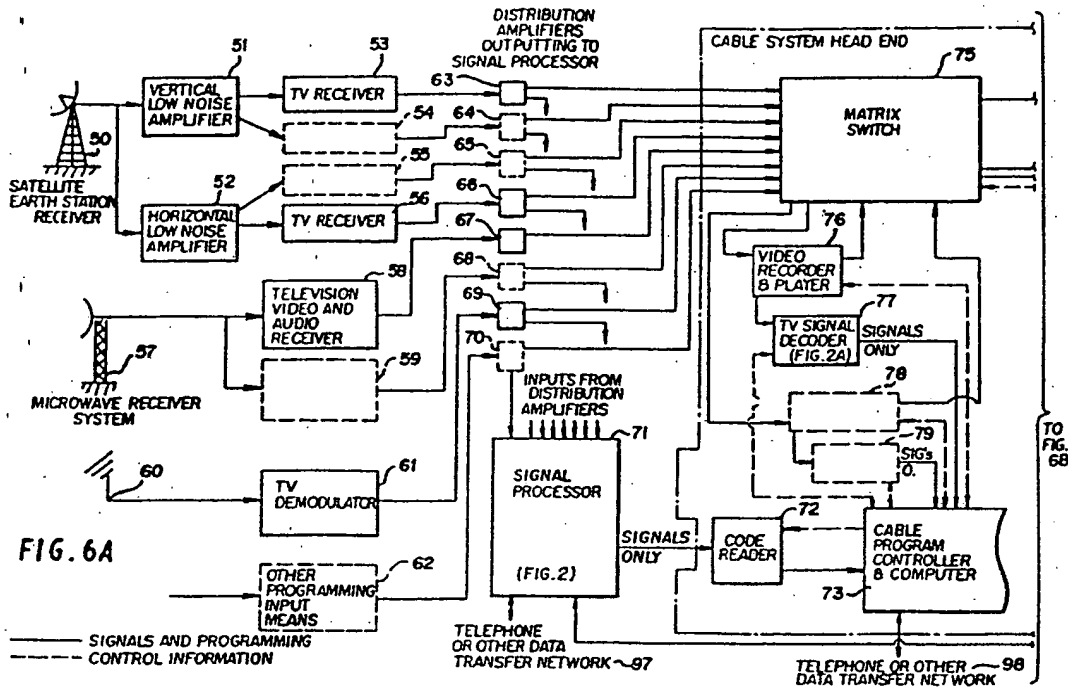 DISTRIBUTION
AMPLIFIERS
OUTPUTTING TO
SIGNAL PROCESSOR
CABLE SYSTEM HEAD END
51
VERTICAL
LOW NOISE
AMPLIFIER
53
TV RECEIVER
63
75
MATRIX
SWITCH
54
64
50
55
65
SATELLITE
EARTH STATION
RECEIVER
52
HORIZONTAL
LOW NOISE
AMPLIFIER
56
TV RECEIVER
66
67
76
VIDEO
RECORDER
& PLAYER
58
TELEVISION
VIDEO AND
AUDIO
RECEIVER
68
69
77
TV SIGNAL
DECODER
(FIG.2A)
SIGNALS
ONLY
57
MICROWAVE RECEIVER
SYSTEM
59
70
INPUTS FROM
DISTRIBUTION
AMPLIFIERS
78
79
SIG'S
O.
TO
FIG.
6B
60
61
TV
DEMODULATOR
71
SIGNAL
PROCESSOR
(FIG.2)
SIGNALS
ONLY
72
CODE
READER
CABLE
PROGRAM
CONTROLLER
& COMPUTER
73
FIG. 6A
62
OTHER
PROGRAMMING
INPUT
MEANS
SIGNALS AND PROGRAMMING
CONTROL INFORMATION
TELEPHONE
OR OTHER DATA
TRANSFER NETWORK 97
TELEPHONE OR OTHER 98
DATA TRANSFER NETWORK